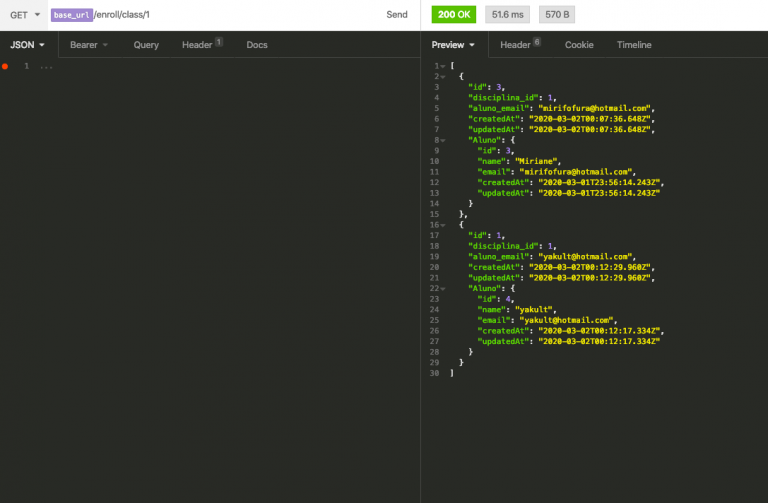 GET base_url/enroll/class/1 Send 200 OK 51.6 ms 570 B
JSON Bearer Query Header 1 Docs Preview Header 6 Cookie Timeline
1 ...
1 [
2 {
3 "id": 3,
4 "disciplina_id": 1,
5 "aluno_email": "mirifofura@hotmail.com",
6 "createdAt": "2020-03-02T00:07:36.648Z",
7 "updatedAt": "2020-03-02T00:07:36.648Z",
8 "Aluno": {
9 "id": 3,
10 "name": "Miriane",
11 "email": "mirifofura@hotmail.com",
12 "createdAt": "2020-03-01T23:56:14.243Z",
13 "updatedAt": "2020-03-01T23:56:14.243Z"
14 }
15 },
16 {
17 "id": 1,
18 "disciplina_id": 1,
19 "aluno_email": "yakult@hotmail.com",
20 "createdAt": "2020-03-02T00:12:29.960Z",
21 "updatedAt": "2020-03-02T00:12:29.960Z",
22 "Aluno": {
23 "id": 4,
24 "name": "yakult",
25 "email": "yakult@hotmail.com",
26 "createdAt": "2020-03-02T00:12:17.334Z",
27 "updatedAt": "2020-03-02T00:12:17.334Z"
28 }
29 }
30 ]